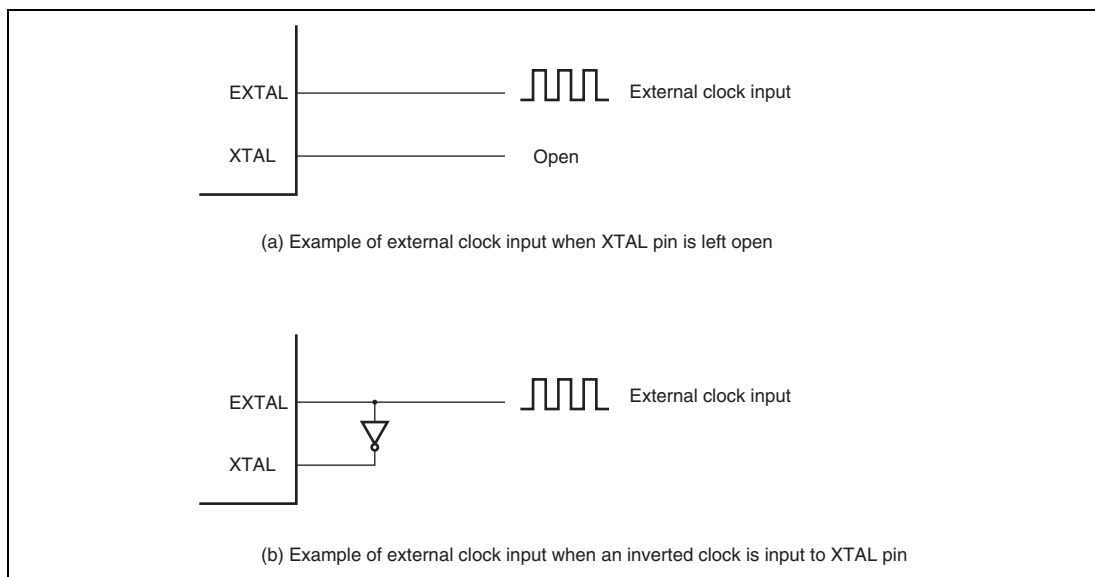 EXTAL
External clock input
XTAL
Open
(a) Example of external clock input when XTAL pin is left open
EXTAL
External clock input
XTAL
(b) Example of external clock input when an inverted clock is input to XTAL pin